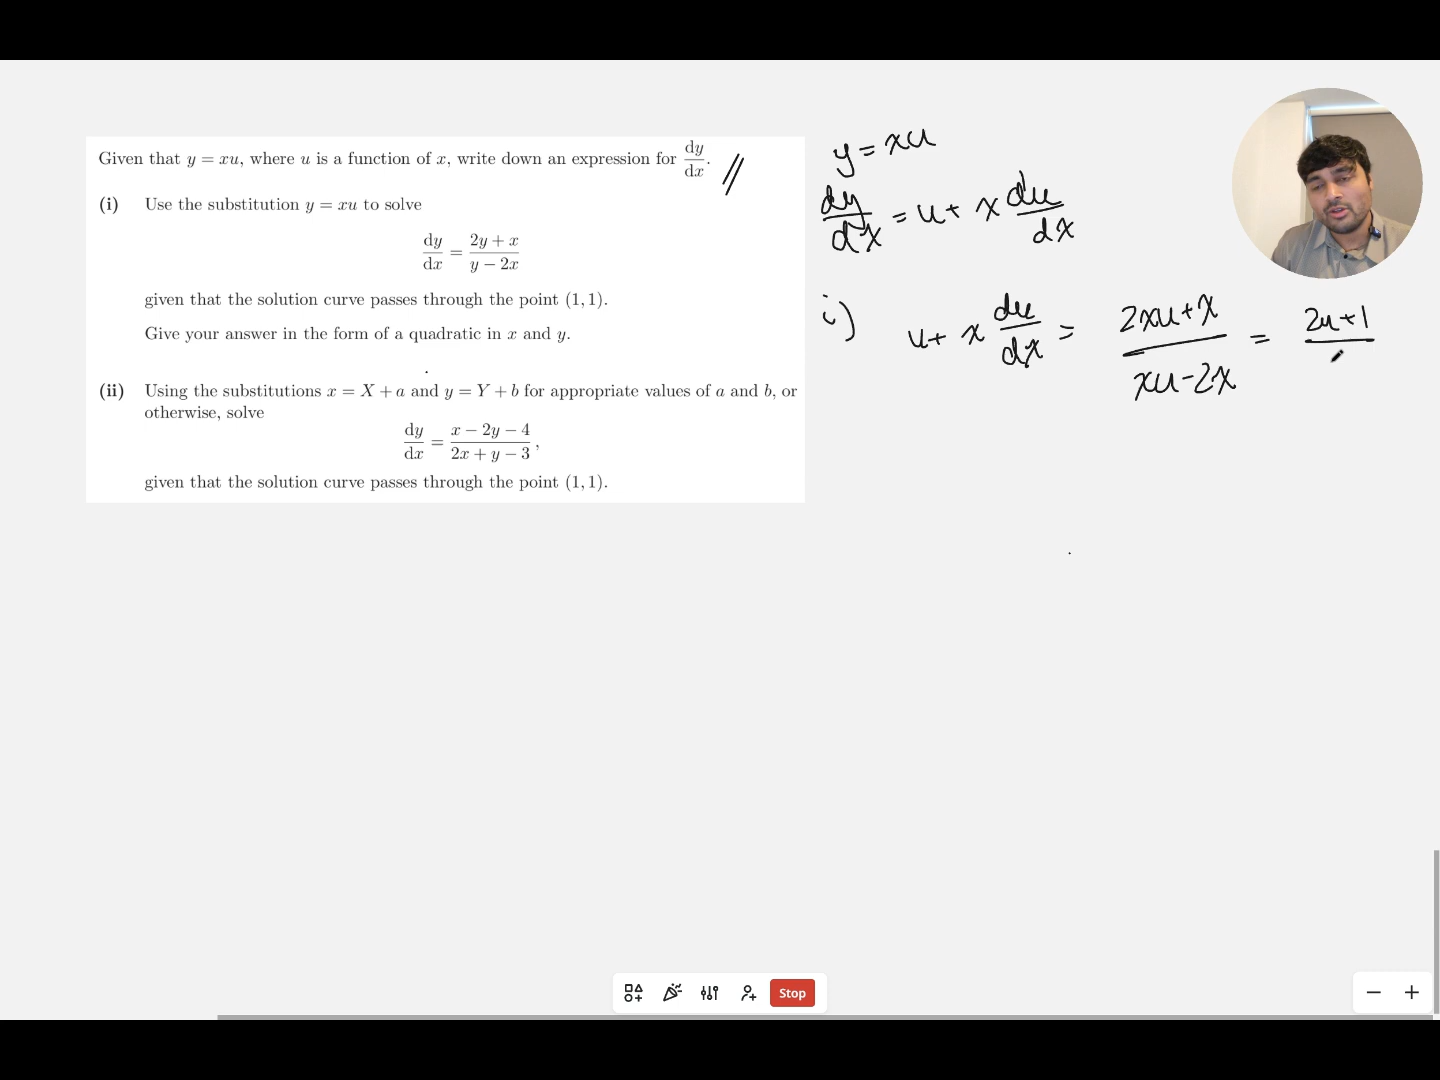 Given that y = xu, where u is a function of x, write down an expression for dy/dx.
(i) Use the substitution y = xu to solve
dy/dx = (2y + x)/(y − 2x)
given that the solution curve passes through the point (1, 1).
Give your answer in the form of a quadratic in x and y.
(ii) Using the substitutions x = X + a and y = Y + b for appropriate values of a and b, or
otherwise, solve
dy/dx = (x − 2y − 4)/(2x + y − 3) ,
given that the solution curve passes through the point (1, 1).
y = xu
dy/dx = u + x du/dx
i) u + x du/dx = (2xu + x)/(xu − 2x) = 2u + 1
Stop